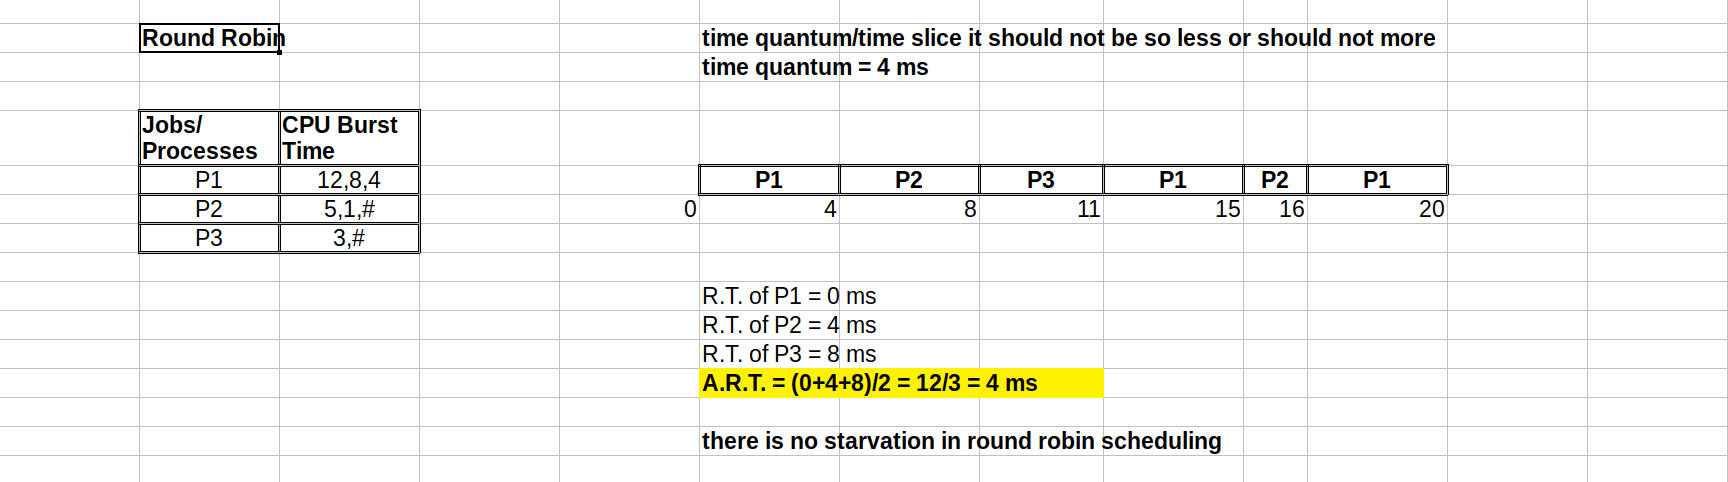 Round Robin
time quantum/time slice it should not be so less or should not more
time quantum = 4 ms
Jobs/ Processes CPU Burst Time
P1 12,8,4
P2 5,1,#
P3 3,#
P1 P2 P3 P1 P2 P1
0 4 8 11 15 16 20
R.T. of P1 = 0 ms
R.T. of P2 = 4 ms
R.T. of P3 = 8 ms
A.R.T. = (0+4+8)/2 = 12/3 = 4 ms
there is no starvation in round robin scheduling